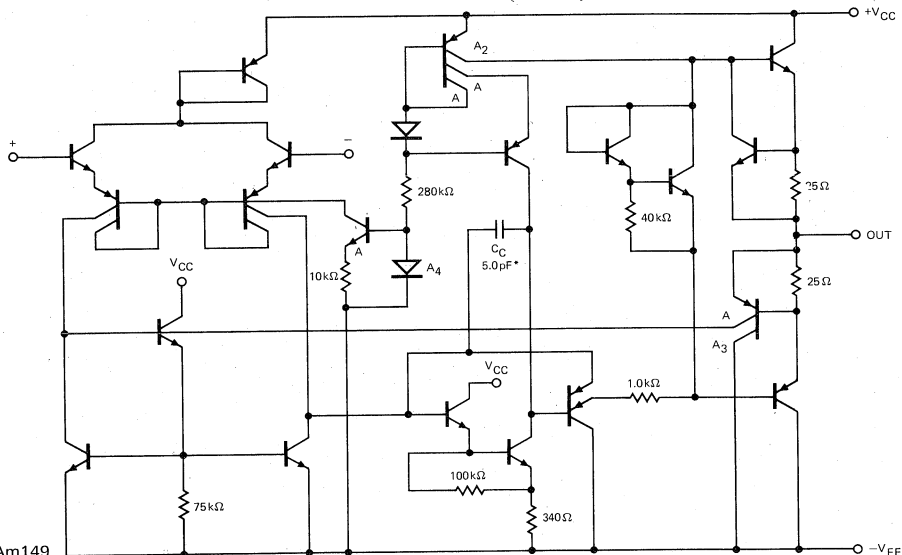 +VCC
A2
A
A
+
−
280kΩ
25Ω
40kΩ
CC
5.0pF*
OUT
A
A4
10kΩ
25Ω
VCC
A
A3
VCC
1.0kΩ
100kΩ
75kΩ
340Ω
Am149
−VEE